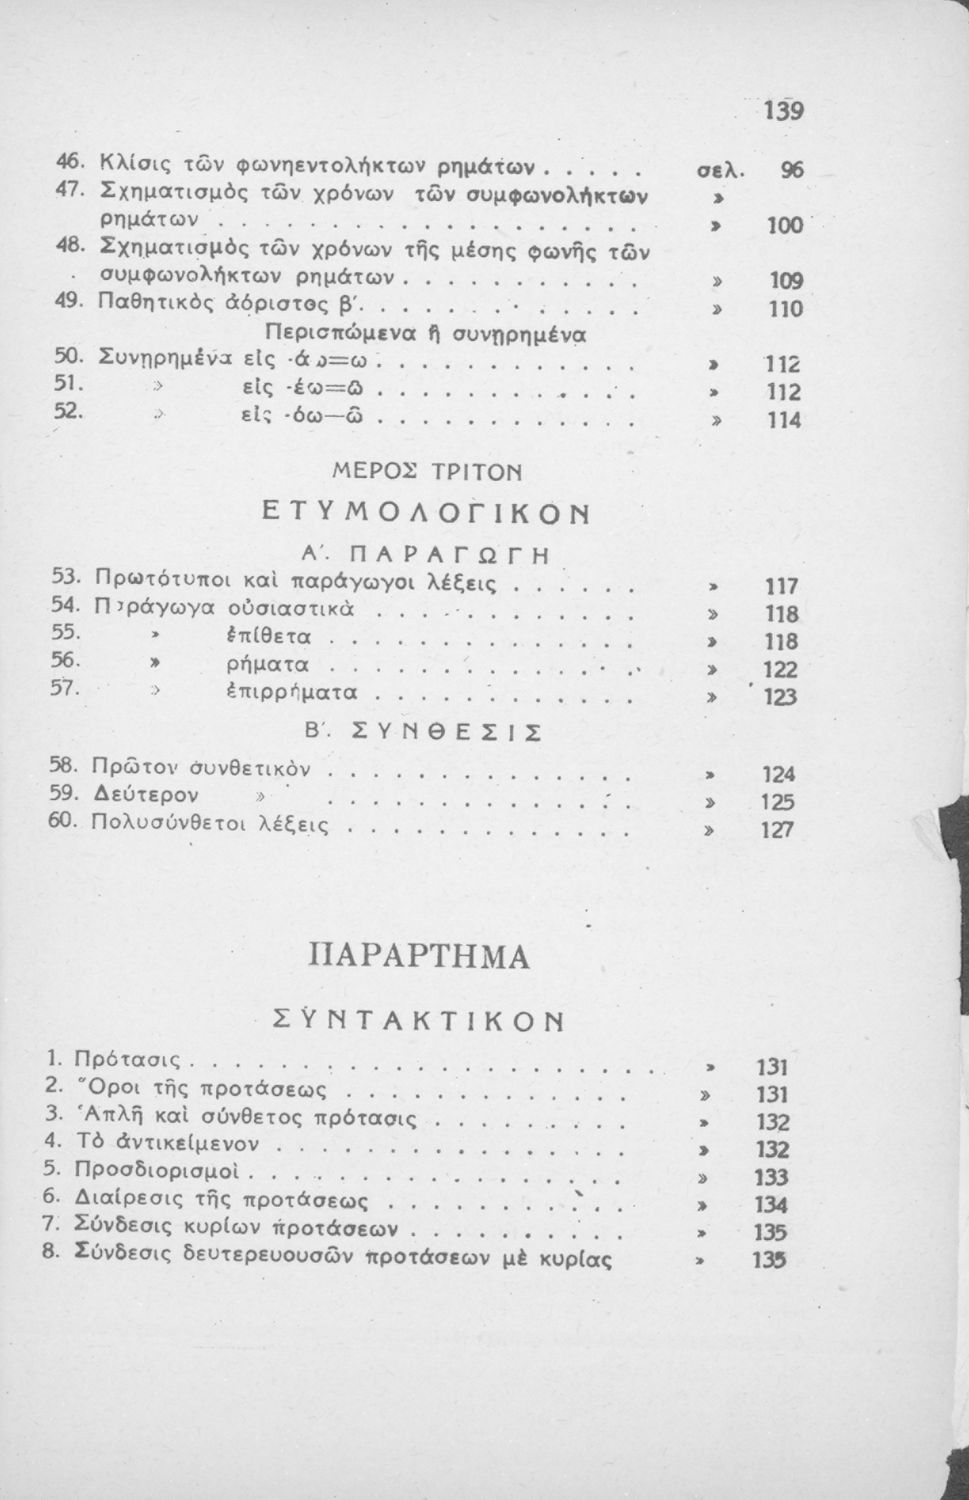 139
46. Κλίσις τῶν φωνηεντολήκτων ρημάτων . . . . . σελ. 96
47. Σχηματισμὸς τῶν χρόνων τῶν συμφωνολήκτων »
ρημάτων . . . . . . . . . . . . . . . . . . . » 100
48. Σχηματισμὸς τῶν χρόνων τῆς μέσης φωνῆς τῶν
συμφωνολήκτων ρημάτων . . . . . . . . . . . » 109
49. Παθητικὸς ἀόριστος β΄. . . . . . . . . . . . . » 110
Περισπώμενα ἢ συνῃρημένα
50. Συνῃρημένα εἰς -άω=ω . . . . . . . . . . . . » 112
51. » εἰς -έω=ῶ . . . . . . . . . . . . » 112
52. » εἰς -όω—ῶ . . . . . . . . . . . . » 114
ΜΕΡΟΣ ΤΡΙΤΟΝ
ΕΤΥΜΟΛΟΓΙΚΟΝ
Α΄. ΠΑΡΑΓΩΓΗ
53. Πρωτότυποι καὶ παράγωγοι λέξεις . . . . . . » 117
54. Παράγωγα οὐσιαστικὰ . . . . . . . . . . . . » 118
55. » ἐπίθετα . . . . . . . . . . . . . . » 118
56. » ρήματα . . . . . . . . . . . . . . » 122
57. » ἐπιρρήματα . . . . . . . . . . . . » 123
Β΄. ΣΥΝΘΕΣΙΣ
58. Πρῶτον συνθετικὸν . . . . . . . . . . . . . . » 124
59. Δεύτερον » . . . . . . . . . . . . . . » 125
60. Πολυσύνθετοι λέξεις . . . . . . . . . . . . . » 127
ΠΑΡΑΡΤΗΜΑ
ΣΥΝΤΑΚΤΙΚΟΝ
1. Πρότασις . . . . . . . . . . . . . . . . . . . . . » 131
2. Ὅροι τῆς προτάσεως . . . . . . . . . . . . . » 131
3. Ἁπλῆ καὶ σύνθετος πρότασις . . . . . . . . . » 132
4. Τὸ ἀντικείμενον . . . . . . . . . . . . . . . . » 132
5. Προσδιορισμοὶ . . . . . . . . . . . . . . . . . » 133
6. Διαίρεσις τῆς προτάσεως . . . . . . . . . . . » 134
7. Σύνδεσις κυρίων προτάσεων . . . . . . . . . . » 135
8. Σύνδεσις δευτερευουσῶν προτάσεων μὲ κυρίας » 135